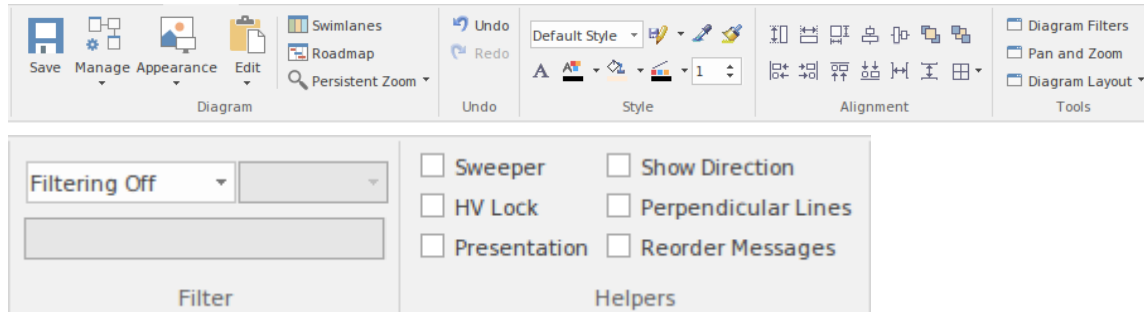 Save
Manage
Appearance
Edit
Swimlanes
Roadmap
Persistent Zoom
Diagram
Undo
Redo
Undo
Default Style
A
1
Style
Alignment
Diagram Filters
Pan and Zoom
Diagram Layout
Tools
Filtering Off
Filter
Sweeper
Show Direction
HV Lock
Perpendicular Lines
Presentation
Reorder Messages
Helpers